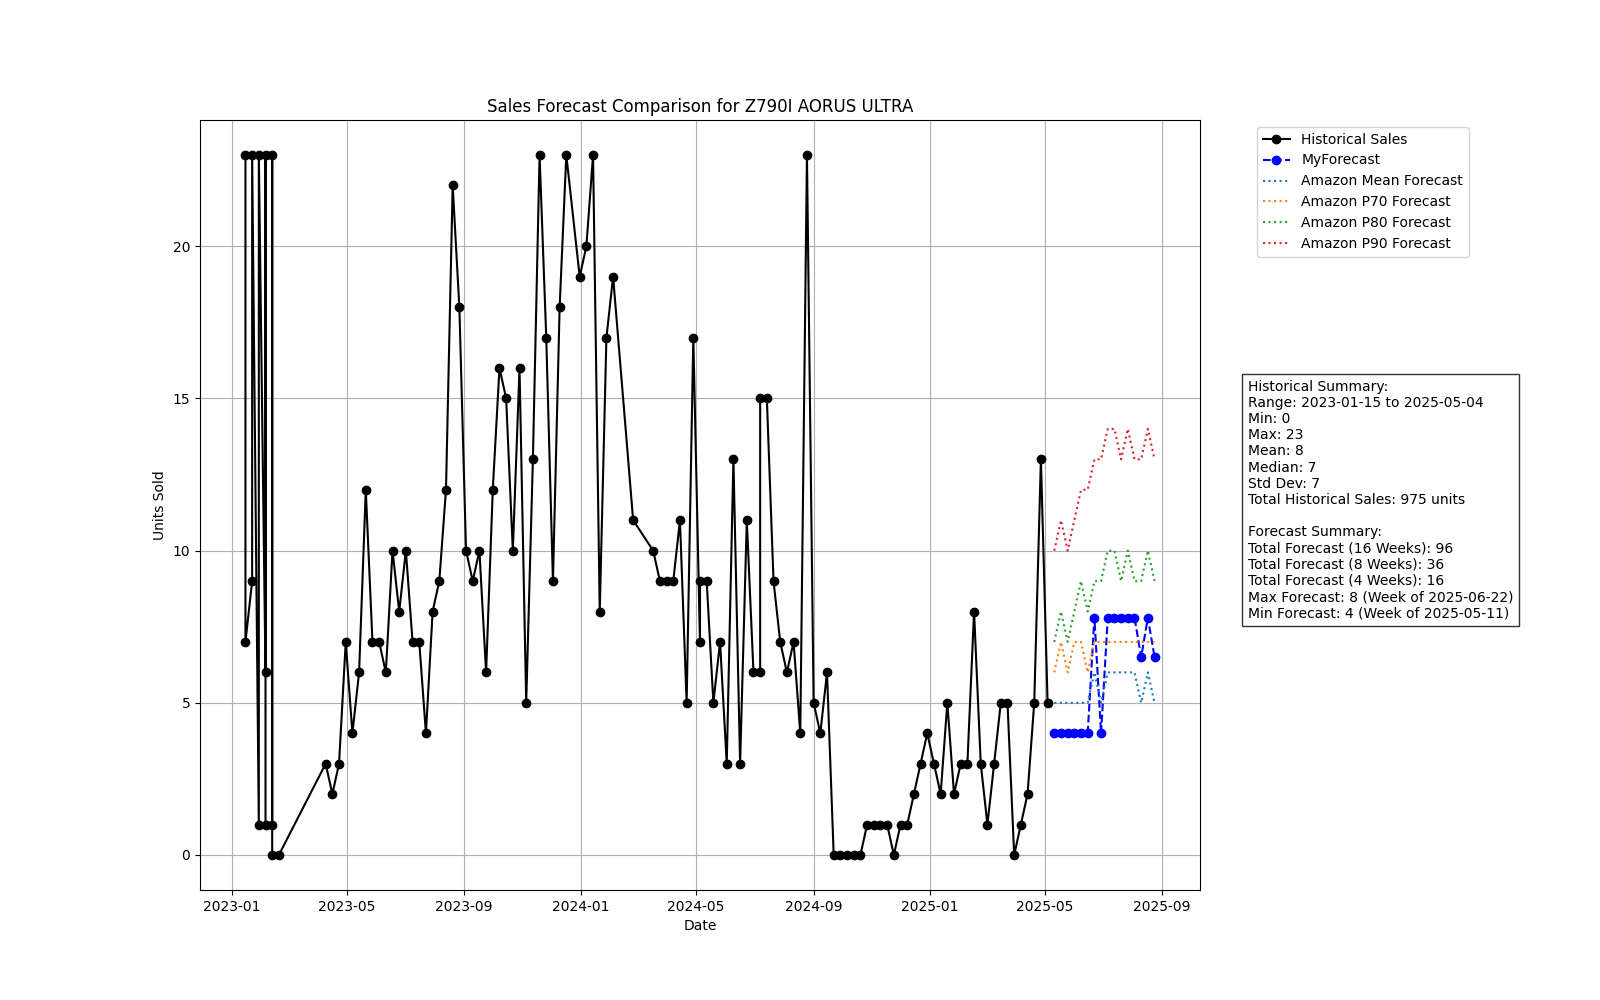 Sales Forecast Comparison for Z790I AORUS ULTRA
Units Sold
20
15
10
5
0
2023-01
2023-05
2023-09
2024-01
2024-05
2024-09
2025-01
2025-05
2025-09
Date
Historical Sales
MyForecast
Amazon Mean Forecast
Amazon P70 Forecast
Amazon P80 Forecast
Amazon P90 Forecast
Historical Summary:
Range: 2023-01-15 to 2025-05-04
Min: 0
Max: 23
Mean: 8
Median: 7
Std Dev: 7
Total Historical Sales: 975 units
Forecast Summary:
Total Forecast (16 Weeks): 96
Total Forecast (8 Weeks): 36
Total Forecast (4 Weeks): 16
Max Forecast: 8 (Week of 2025-06-22)
Min Forecast: 4 (Week of 2025-05-11)